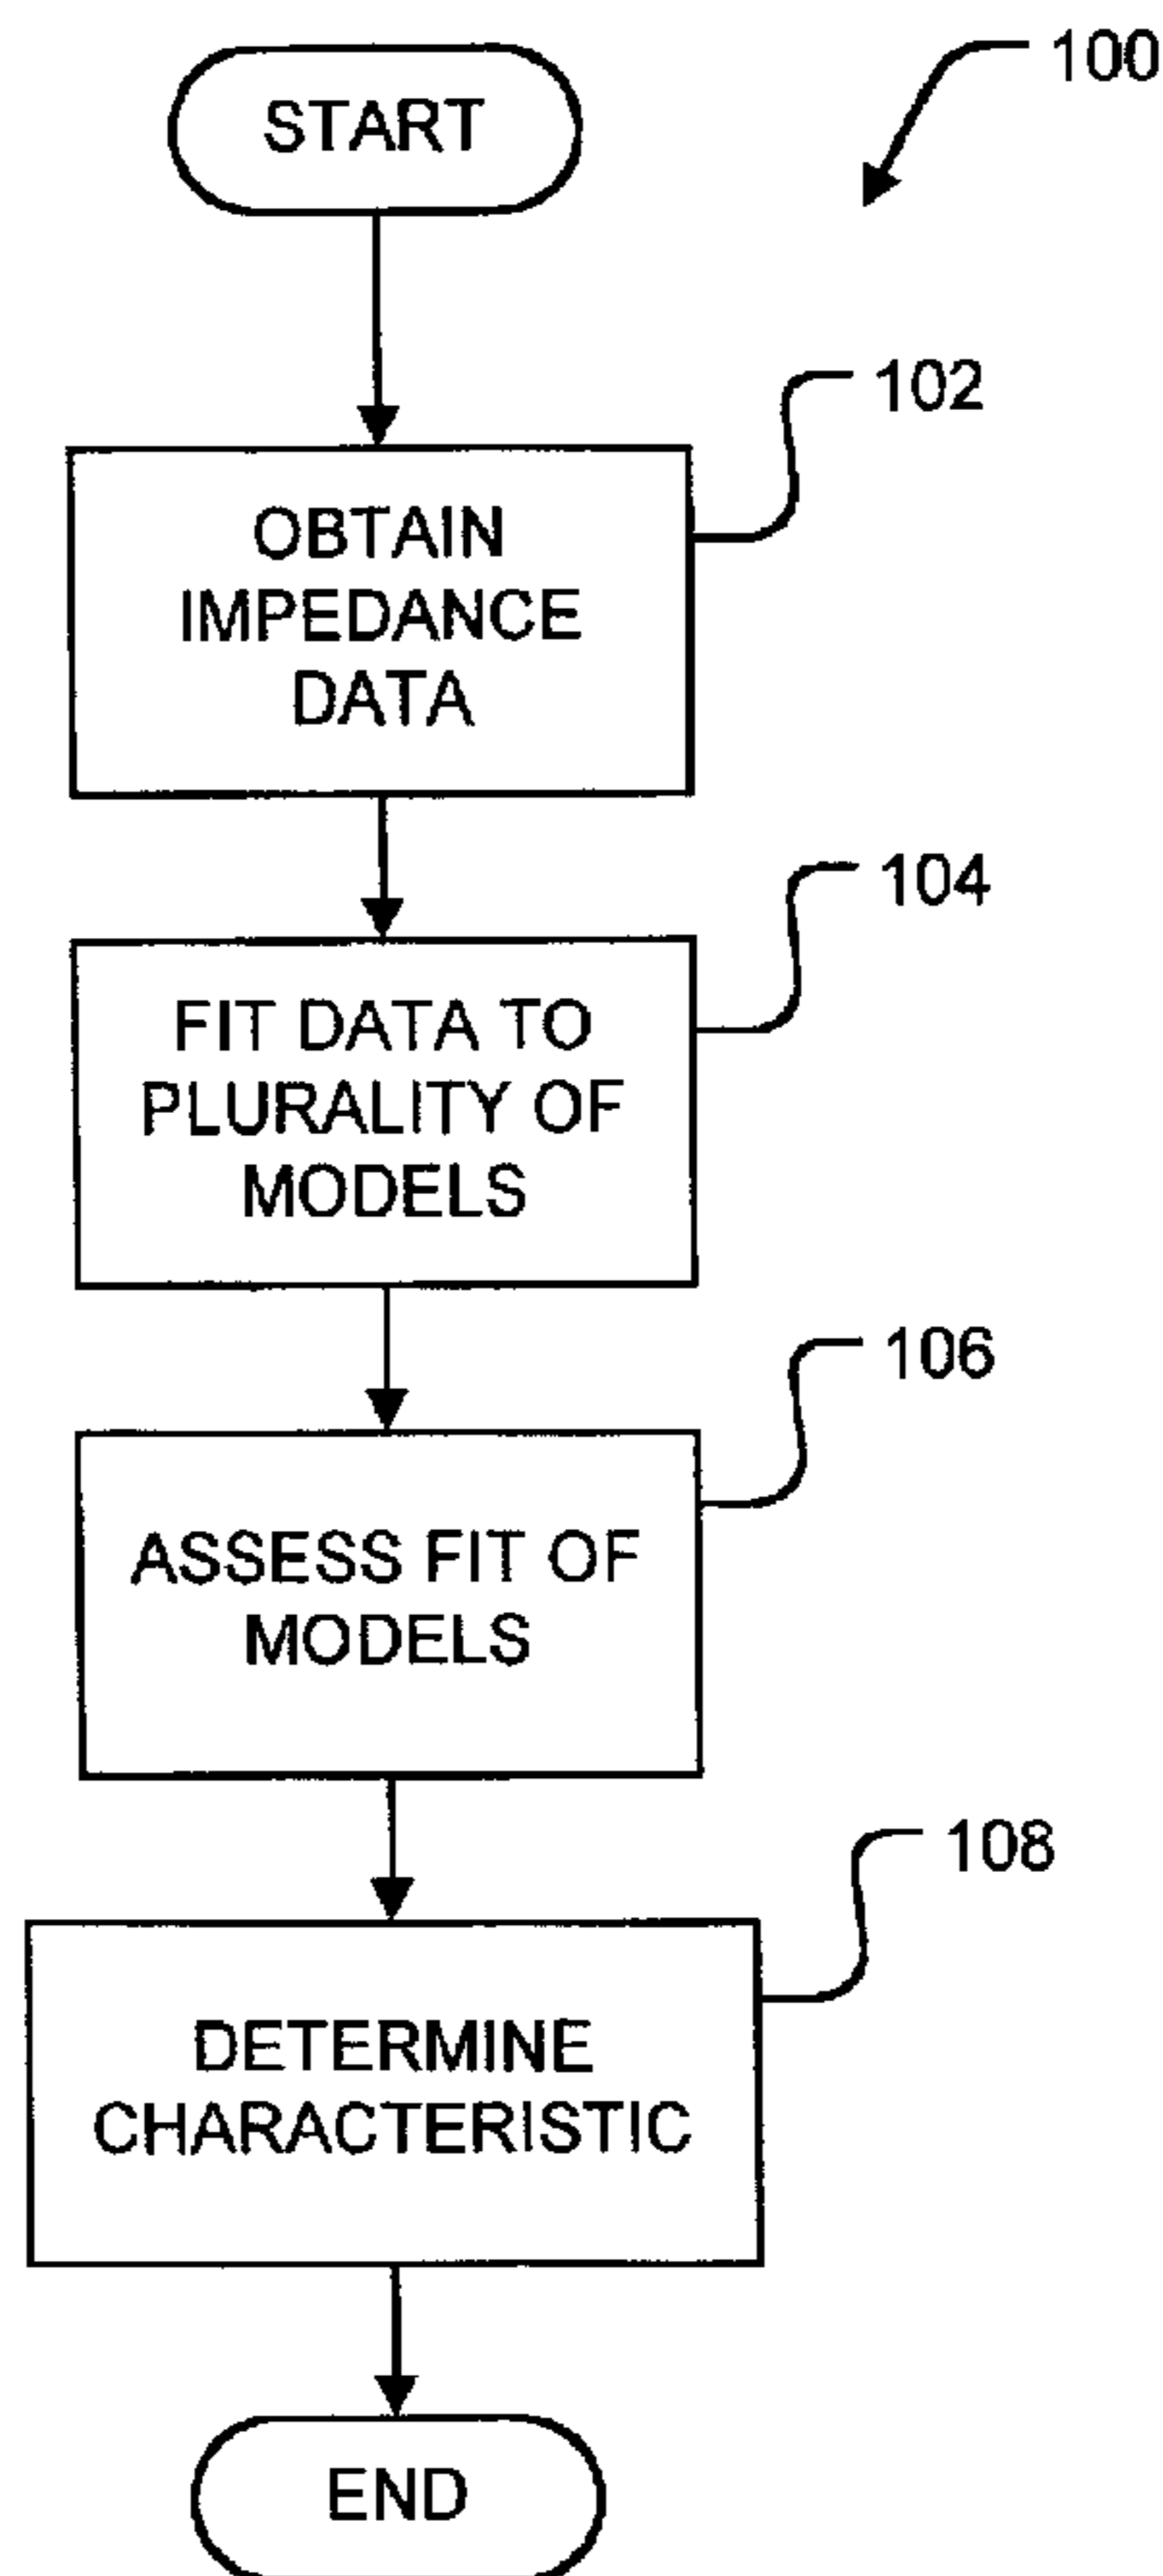 START
100
102
OBTAIN
IMPEDANCE
DATA
104
FIT DATA TO
PLURALITY OF
MODELS
106
ASSESS FIT OF
MODELS
108
DETERMINE
CHARACTERISTIC
END